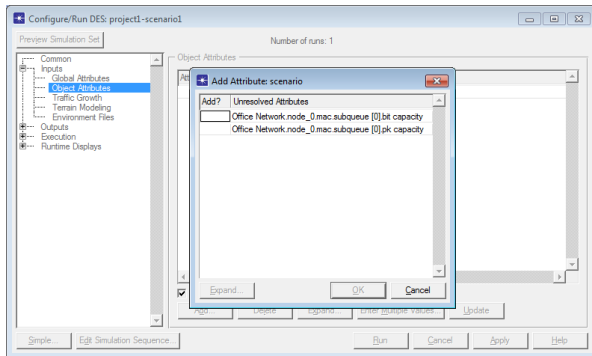 Configure/Run DES: project1-scenario1
Preview Simulation Set
Number of runs: 1
Common
Inputs
Global Attributes
Object Attributes
Traffic Growth
Terrain Modeling
Environment Files
Outputs
Execution
Runtime Displays
Object Attributes
Add Attribute: scenario
Add? Unresolved Attributes
Office Network.node_0.mac.subqueue [0].bit capacity
Office Network.node_0.mac.subqueue [0].pk capacity
Expand... OK Cancel
Add... Delete Expand... Enter Multiple Values... Update
Simple... Edit Simulation Sequence... Run Cancel Apply Help